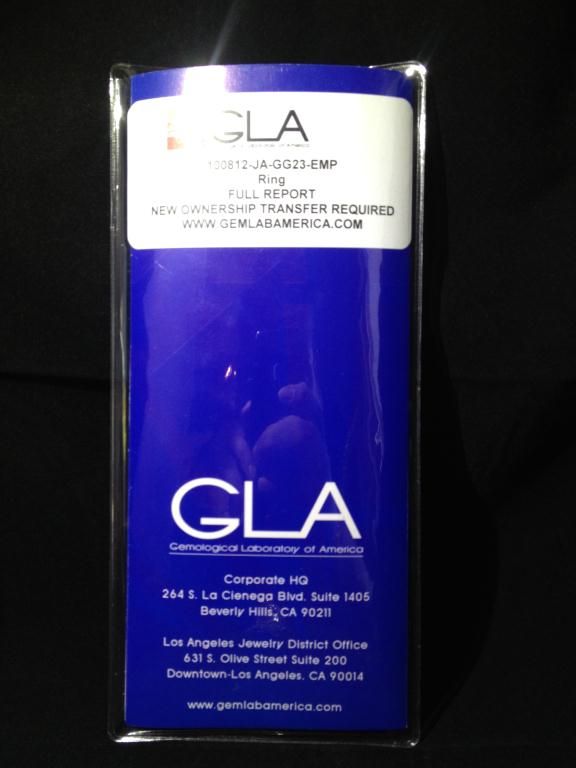 GLA
100812-JA-GG23-EMP
Ring
FULL REPORT
NEW OWNERSHIP TRANSFER REQUIRED
WWW.GEMLABAMERICA.COM
GLA
Gemological Laboratory of America
Corporate HQ
264 S. La Cienega Blvd. Suite 1405
Beverly Hills, CA 90211
Los Angeles Jewelry District Office
631 S. Olive Street Suite 200
Downtown-Los Angeles, CA 90014
www.gemlabamerica.com